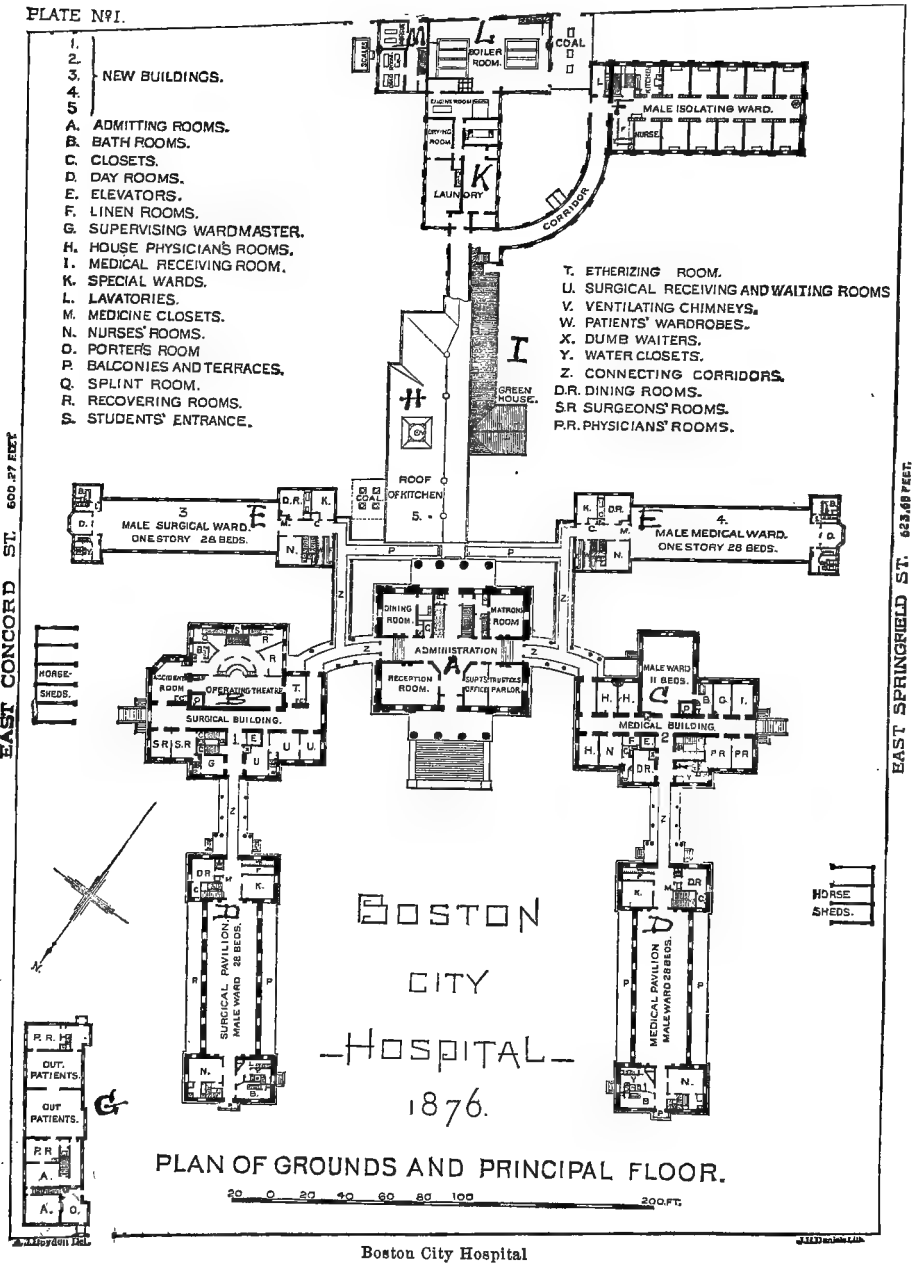 PLATE Nº1.
1.
2.
3. NEW BUILDINGS.
4.
5
A. ADMITTING ROOMS.
B. BATH ROOMS.
C. CLOSETS.
D. DAY ROOMS.
E. ELEVATORS.
F. LINEN ROOMS.
G. SUPERVISING WARDMASTER.
H. HOUSE PHYSICIAN'S ROOMS.
I. MEDICAL RECEIVING ROOM.
K. SPECIAL WARDS.
L. LAVATORIES.
M. MEDICINE CLOSETS.
N. NURSES' ROOMS.
O. PORTER'S ROOM
P. BALCONIES AND TERRACES.
Q. SPLINT ROOM.
R. RECOVERING ROOMS.
S. STUDENTS' ENTRANCE.
T. ETHERIZING ROOM.
U. SURGICAL RECEIVING AND WAITING ROOMS
V. VENTILATING CHIMNEYS.
W. PATIENTS' WARDROBES.
X. DUMB WAITERS.
Y. WATER CLOSETS.
Z. CONNECTING CORRIDORS.
D.R. DINING ROOMS.
S.R SURGEONS' ROOMS.
P.R. PHYSICIANS' ROOMS.
SCALES
M
L
BOILER ROOM.
COAL
L
KITCHEN
MALE ISOLATING WARD.
NURSE
ENGINE ROOM
DRYING ROOM
K
LAUNDRY
CORRIDOR
I
GREEN HOUSE.
H
ROOF
OF KITCHEN
5.
COAL
EAST CONCORD ST. 600.27 FEET
EAST SPRINGFIELD ST. 623.68 FEET.
D.
3
MALE SURGICAL WARD.
ONE STORY 28 BEDS.
E
D.R.
K.
M.
C.
N.
P
P
K.
D.R.
C.
M.
N.
4.
MALE MEDICAL WARD.
ONE STORY 28 BEDS.
E
D.
Z
Z
DINING ROOM.
C
MATRONS ROOM
Z
ADMINISTRATION
Z
A
RECEPTION ROOM.
SUPT'S OFFICE
TRUSTEES PARLOR.
HORSE-
SHEDS.
S
R
B.
R
ACCIDENT ROOM
OPERATING THEATRE
T.
B
SURGICAL BUILDING.
S.R
S.R
1
E
G
U
U
U.
MALE WARD
11 BEDS.
C
H.
H.
P
B
G
I.
MEDICAL BUILDING.
2
H.
N
F
E.
D.R.
Y
P.R
P.R
Z
Z
D.R
M
K.
C
D
SURGICAL PAVILION.
MALE WARD 28 BEDS.
R
P
N.
B.
K.
M
D.R
C
D
MEDICAL PAVILION
MALE WARD 28 BEDS.
P
P
Y
B
N.
P
HORSE
SHEDS.
N.
BOSTON
CITY
HOSPITAL
1876.
P.R.
H
OUT.
PATIENTS.
OUT
PATIENTS.
G
P.R
A.
A.
O.
PLAN OF GROUNDS AND PRINCIPAL FLOOR.
20 0 20 40 60 80 100 200.FT.
Boston City Hospital